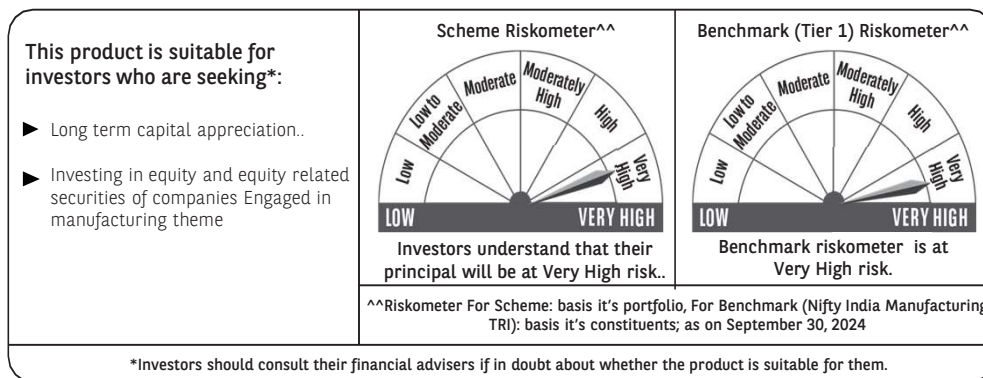 This product is suitable for
investors who are seeking*:
► Long term capital appreciation..
► Investing in equity and equity related
securities of companies Engaged in
manufacturing theme
Scheme Riskometer^^
Low
Low to
Moderate
Moderate
Moderately
High
High
Very
High
LOW
VERY HIGH
Investors understand that their
principal will be at Very High risk..
Benchmark (Tier 1) Riskometer^^
Low
Low to
Moderate
Moderate
Moderately
High
High
Very
High
LOW
VERY HIGH
Benchmark riskometer is at
Very High risk.
^^Riskometer For Scheme: basis it's portfolio, For Benchmark (Nifty India Manufacturing
TRI): basis it's constituents; as on September 30, 2024
*Investors should consult their financial advisers if in doubt about whether the product is suitable for them.